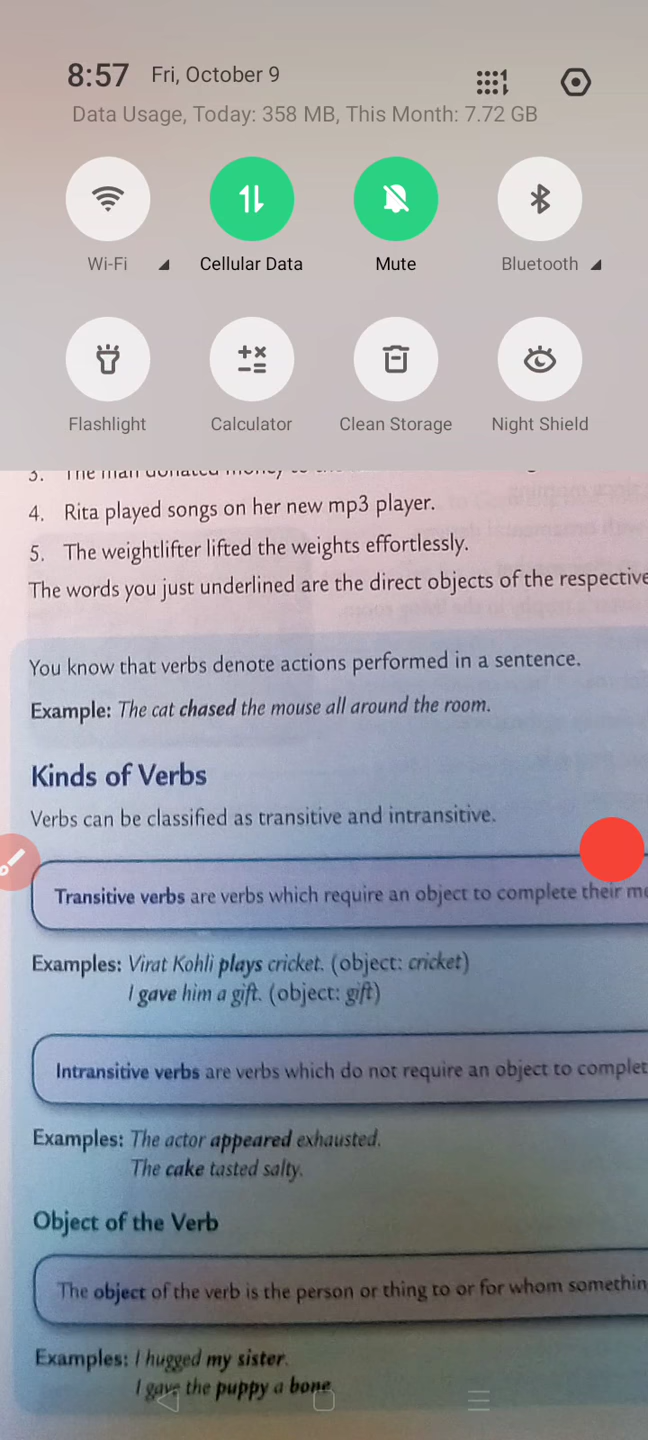 8:57 Fri, October 9
Data Usage, Today: 358 MB, This Month: 7.72 GB
Wi-Fi Cellular Data Mute Bluetooth
Flashlight Calculator Clean Storage Night Shield
3. The man donated money to
4. Rita played songs on her new mp3 player.
5. The weightlifter lifted the weights effortlessly.
The words you just underlined are the direct objects of the respective
You know that verbs denote actions performed in a sentence.
Example: The cat chased the mouse all around the room.
Kinds of Verbs
Verbs can be classified as transitive and intransitive.
Transitive verbs are verbs which require an object to complete their
Examples: Virat Kohli plays cricket. (object: cricket)
I gave him a gift. (object: gift)
Intransitive verbs are verbs which do not require an object to complet
Examples: The actor appeared exhausted.
The cake tasted salty.
Object of the Verb
The object of the verb is the person or thing to or for whom somethin
Examples: I hugged my sister.
I gave the puppy a bone